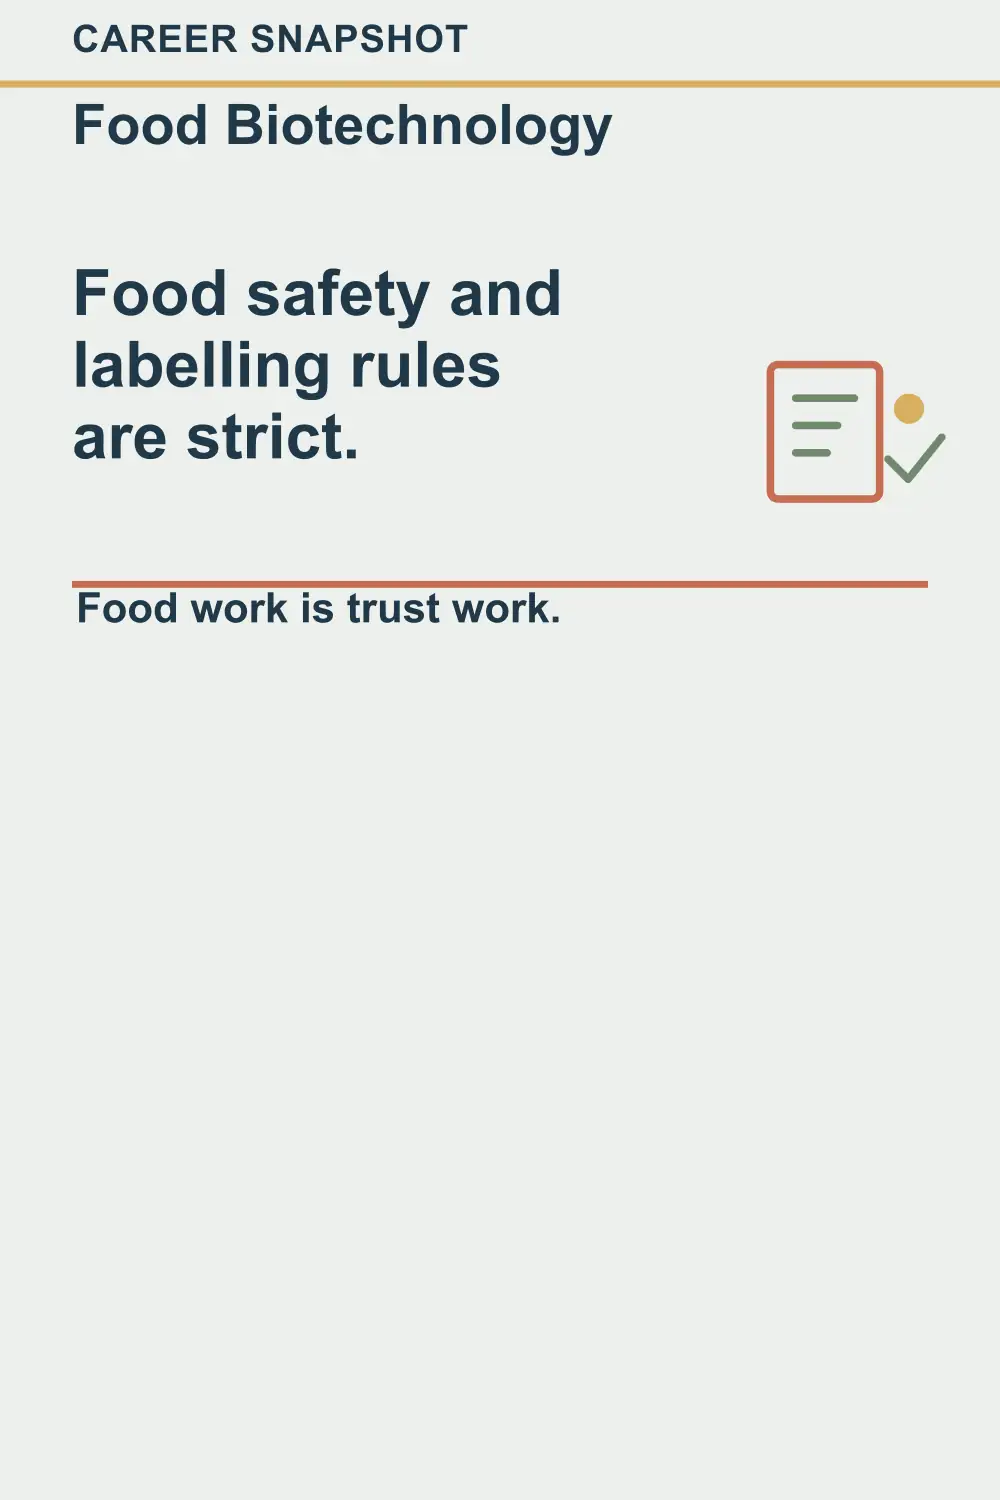 CAREER SNAPSHOT
Food Biotechnology
Food safety and
labelling rules
are strict.
Food work is trust work.